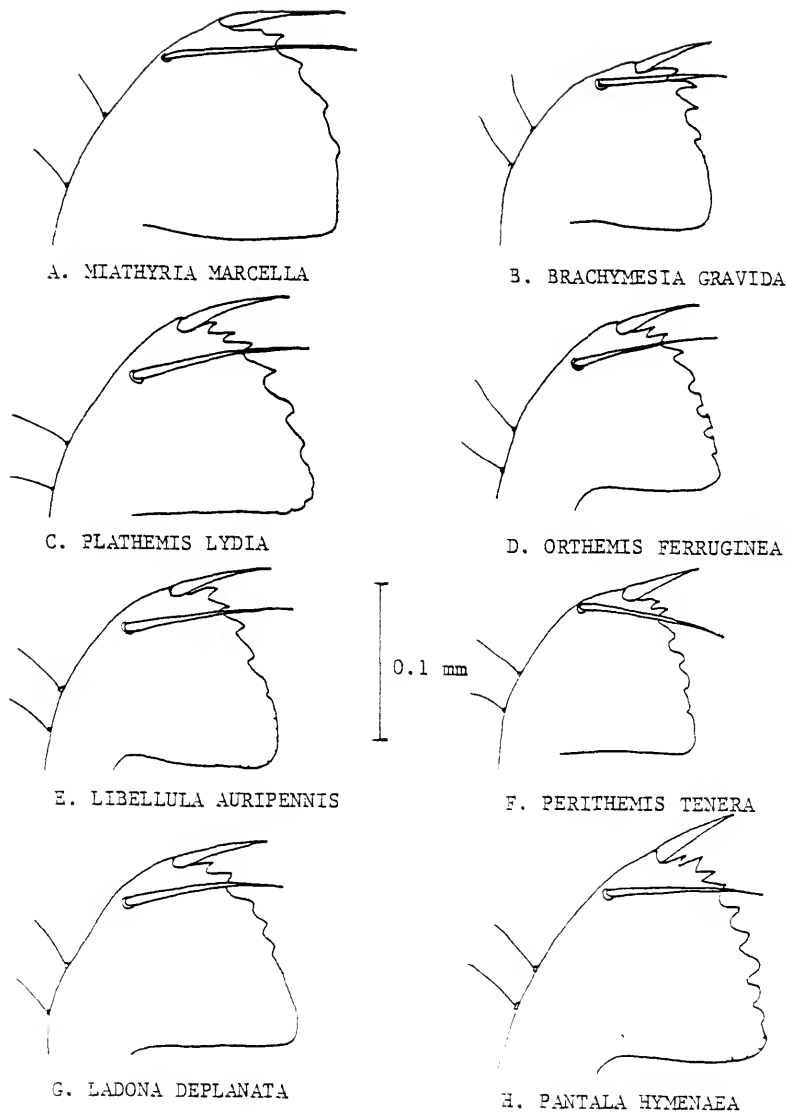 A. MIATHYRIA MARCELLA
B. BRACHYMESIA GRAVIDA
C. PLATHEMIS LYDIA
D. ORTHEMIS FERRUGINEA
0.1 mm
E. LIBELLULA AURIPENNIS
F. PERITHEMIS TENERA
G. LADONA DEPLANATA
H. PANTALA HYMENAEA